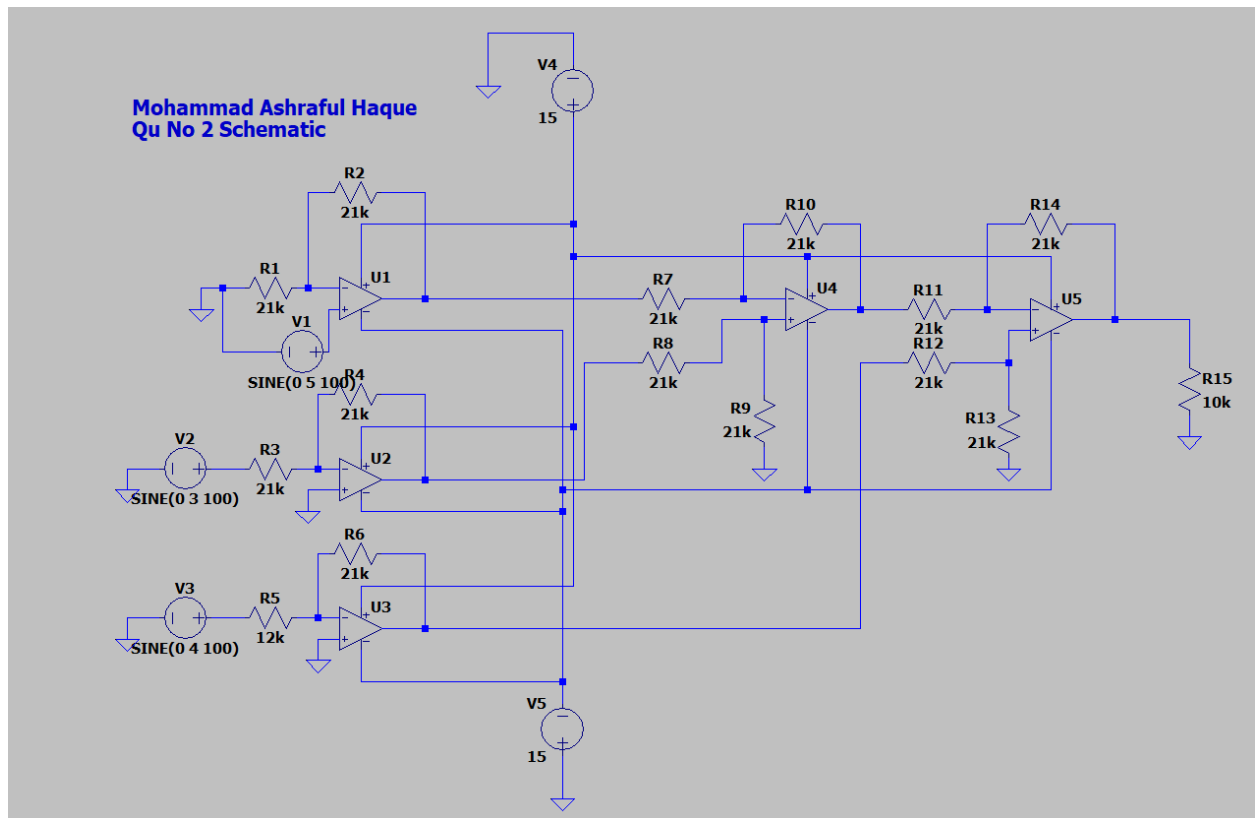 V4
15
Mohammad Ashraful Haque
Qu No 2 Schematic
R2
21k
R10
21k
R14
21k
R1
21k
U1
V1
SINE(0 5 100)
R7
21k
U4
R11
21k
U5
R8
21k
R12
21k
R4
21k
R15
10k
R9
21k
R13
21k
V2
SINE(0 3 100)
R3
21k
U2
R6
21k
V3
SINE(0 4 100)
R5
12k
U3
V5
15